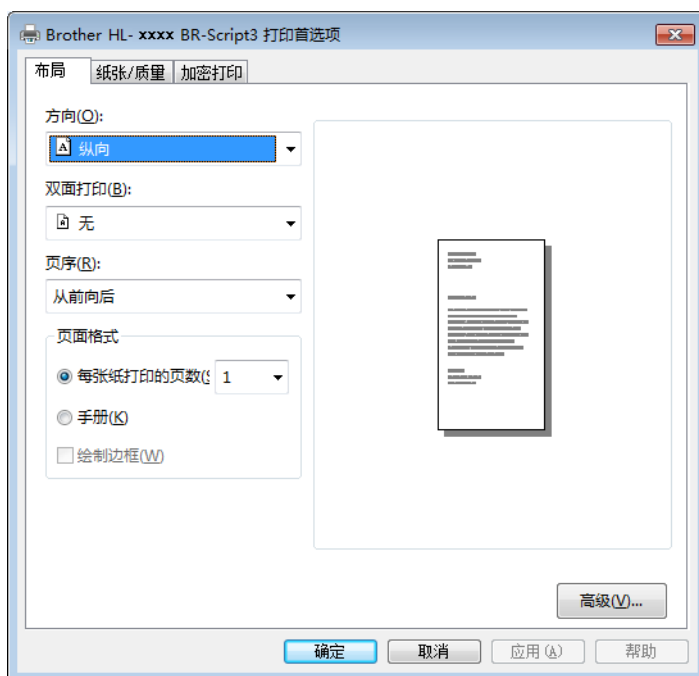 Brother HL- xxxx BR-Script3 打印首选项
布局 纸张/质量 加密打印
方向(O):
纵向
双面打印(B):
无
页序(R):
从前向后
页面格式
每张纸打印的页数(S 1
手册(K)
绘制边框(W)
高级(V)...
确定 取消 应用(A) 帮助